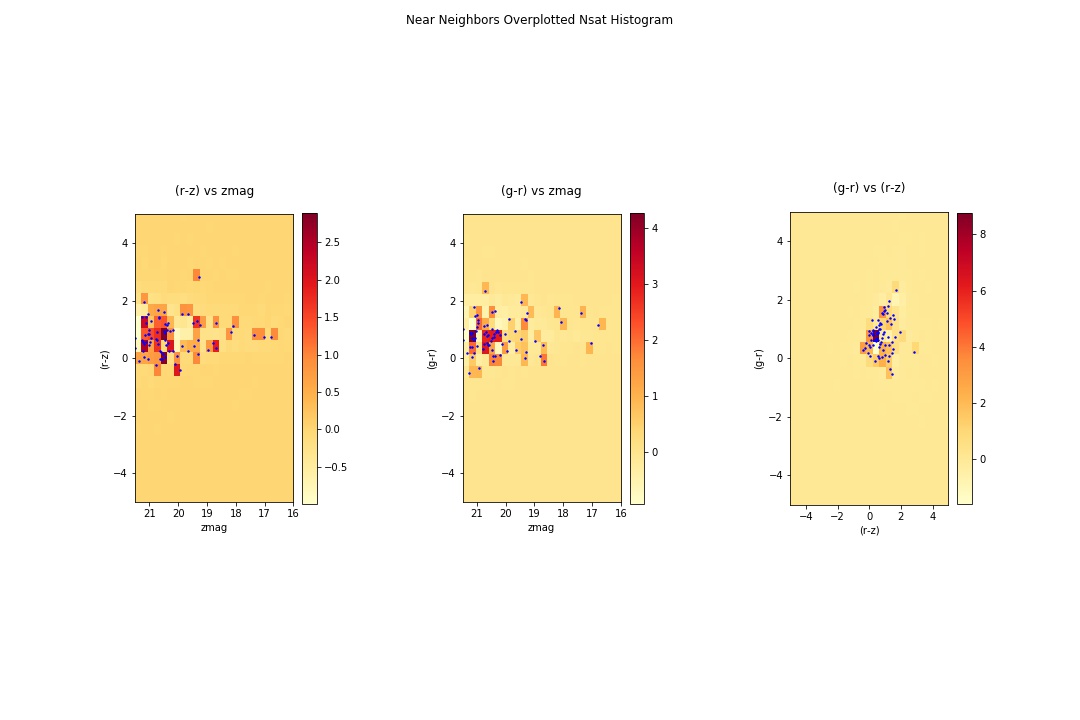 Near Neighbors Overplotted Nsat Histogram
(r-z) vs zmag
(g-r) vs zmag
(g-r) vs (r-z)
4
2
0
−2
−4
(r-z)
21 20 19 18 17 16
zmag
2.5
2.0
1.5
1.0
0.5
0.0
−0.5
4
2
0
−2
−4
(g-r)
21 20 19 18 17 16
zmag
4
3
2
1
0
4
2
0
−2
−4
(g-r)
−4 −2 0 2 4
(r-z)
8
6
4
2
0